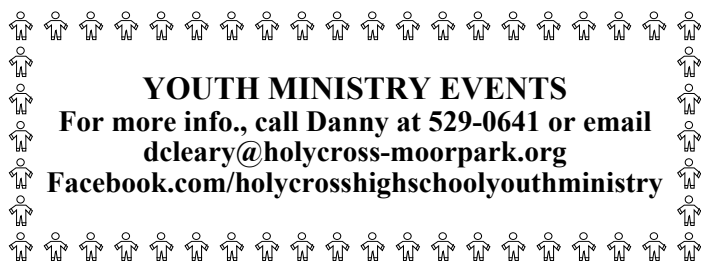 YOUTH MINISTRY EVENTS
For more info., call Danny at 529-0641 or email
dcleary@holycross-moorpark.org
Facebook.com/holycrosshighschoolyouthministry